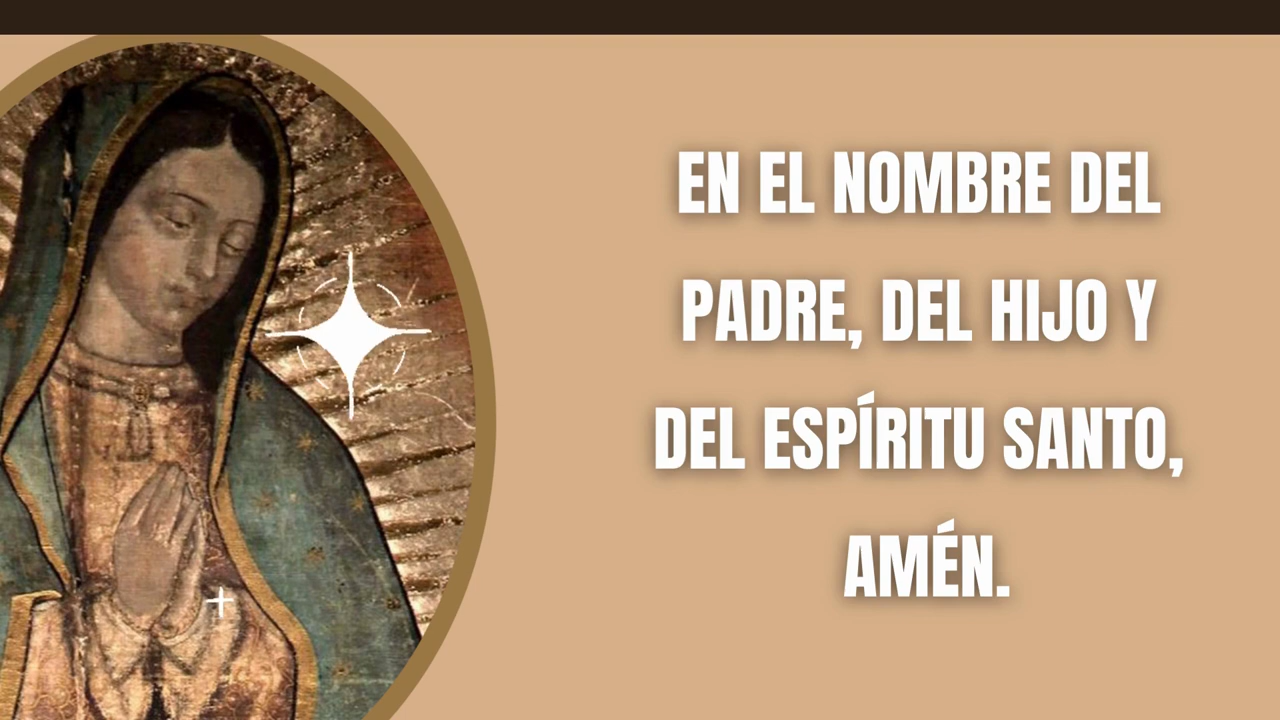 EN EL NOMBRE DEL
PADRE, DEL HIJO Y
DEL ESPÍRITU SANTO,
AMÉN.